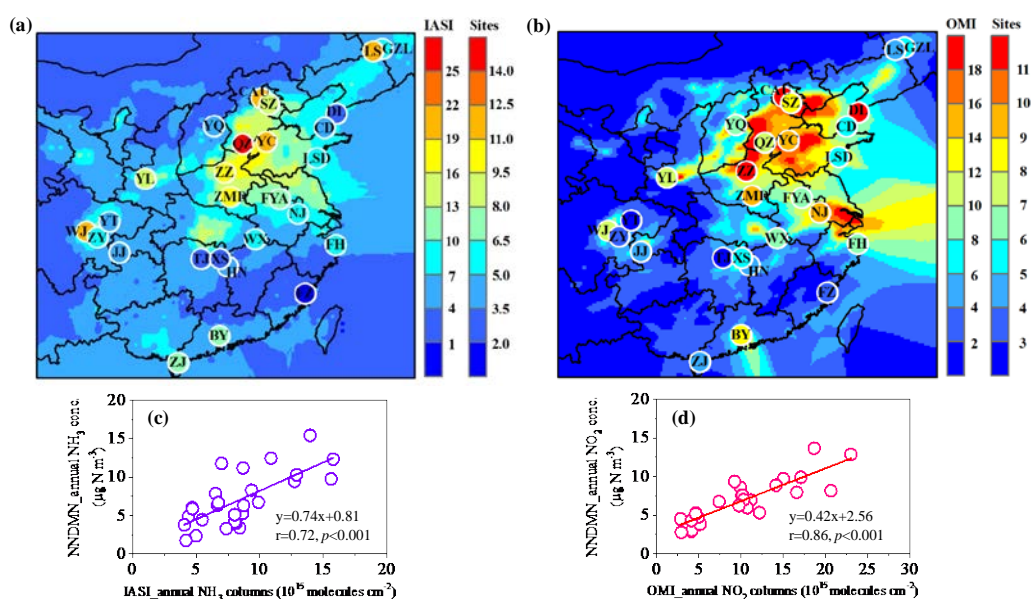 (a)
IASI Sites
25 14.0
22 12.5
19 10.5
16 8.5
13 6.5
10 5.0
7 3.5
4 2.0
1
LS GZL
CAU
SZ
DL
CD
YQ
QZ YC
LSD
ZZ
YL
ZMD
FYA
NJ
YT
WJ
ZY
JJ
WX
FH
TJ XS
HN
FZ
BY
ZJ
(b)
OMI Sites
18 11
16 10
14 9
12 8
10 7
8 6
6 5
4 4
2 3
LS GZL
CAU
SZ
DL
CD
YQ
QZ YC
LSD
ZZ
YL
ZMD
FYA
NJ
YT
WJ
ZY
JJ
WX
FH
TJ XS
HN
FZ
BY
ZJ
(c)
NNDMN_annual NH3 conc.
(μg N m-3)
20
15
10
5
0
y=0.74x+0.81
r=0.72, p<0.001
0 5 10 15 20
IASI_annual NH3 columns (10^15 molecules cm-2)
(d)
NNDMN_annual NO2 conc.
(μg N m-3)
20
15
10
5
0
y=0.42x+2.56
r=0.86, p<0.001
0 5 10 15 20 25 30
OMI_annual NO2 columns (10^15 molecules cm-2)